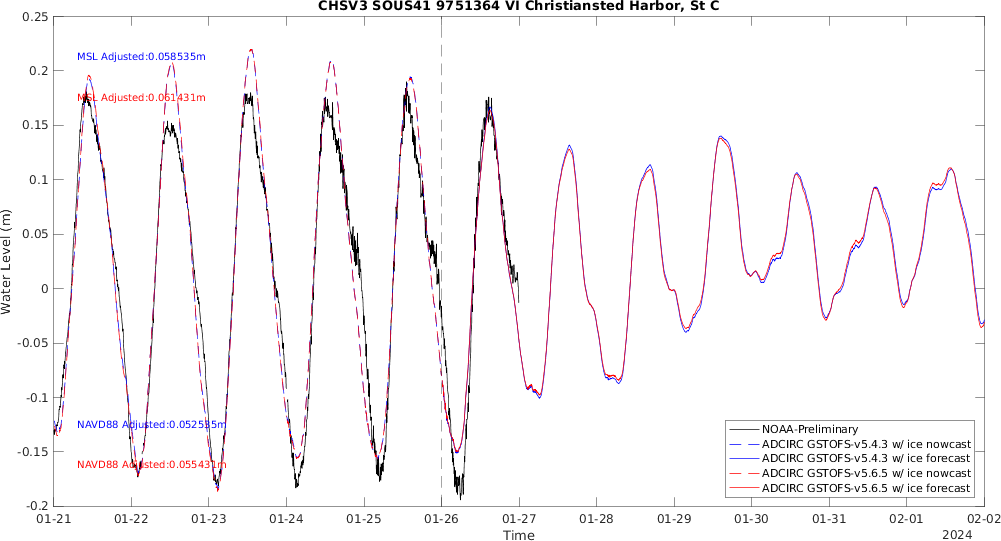 CHSV3 SOUS41 9751364 VI Christiansted Harbor, St C
0.25
0.2
0.15
0.1
0.05
0
-0.05
-0.1
-0.15
-0.2
Water Level (m)
MSL Adjusted:0.058535m
MSL Adjusted:0.061431m
NAVD88 Adjusted:0.052535m
NAVD88 Adjusted:0.055431m
NOAA-Preliminary
ADCIRC GSTOFS-v5.4.3 w/ ice nowcast
ADCIRC GSTOFS-v5.4.3 w/ ice forecast
ADCIRC GSTOFS-v5.6.5 w/ ice nowcast
ADCIRC GSTOFS-v5.6.5 w/ ice forecast
01-21 01-22 01-23 01-24 01-25 01-26 01-27 01-28 01-29 01-30 01-31 02-01 02-02
Time
2024